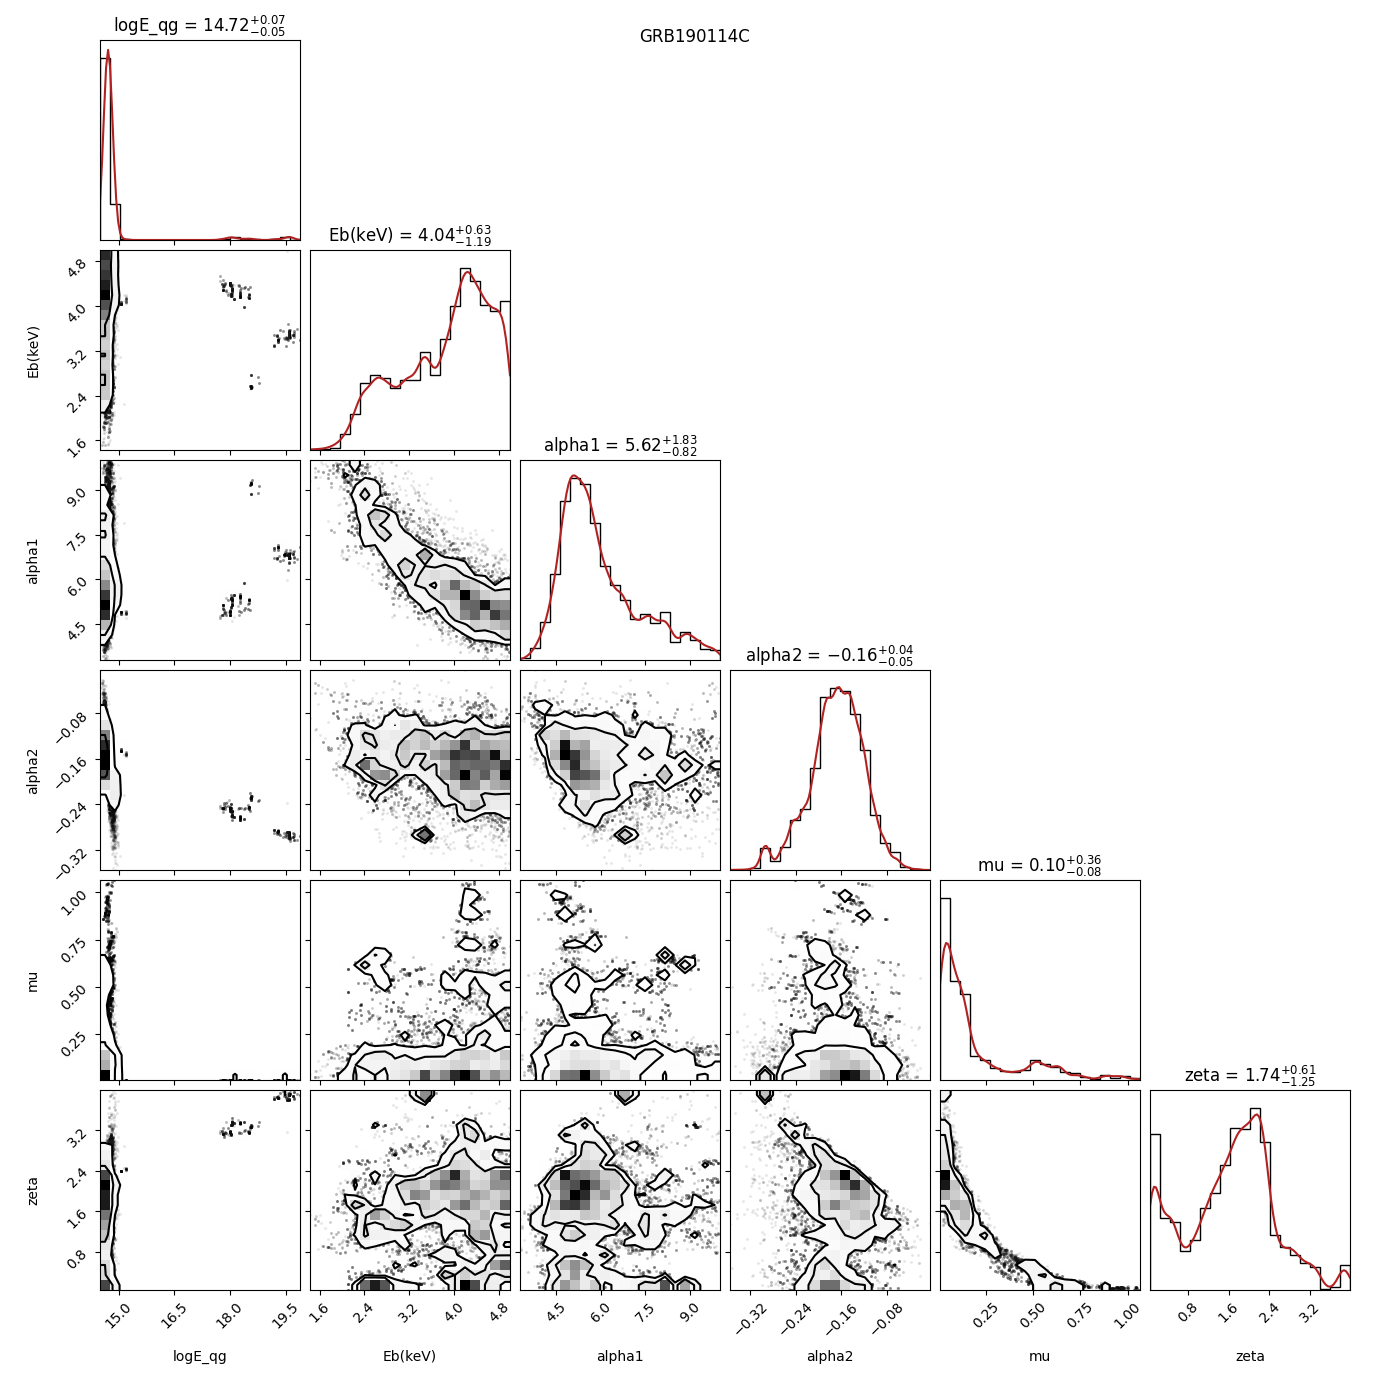 GRB190114C
logE_qg = 14.72^{+0.07}_{−0.05}
Eb(keV) = 4.04^{+0.63}_{−1.19}
4.8
4.0
3.2
2.4
1.6
Eb(keV)
alpha1 = 5.62^{+1.83}_{−0.82}
9.0
7.5
6.0
4.5
alpha1
alpha2 = −0.16^{+0.04}_{−0.05}
−0.08
−0.16
−0.24
−0.32
alpha2
mu = 0.10^{+0.36}_{−0.08}
1.00
0.75
0.50
0.25
mu
zeta = 1.74^{+0.61}_{−1.25}
3.2
2.4
1.6
0.8
zeta
15.0 16.5 18.0 19.5 1.6 2.4 3.2 4.0 4.8 4.5 6.0 7.5 9.0 −0.32 −0.24 −0.16 −0.08 0.25 0.50 0.75 1.00 0.8 1.6 2.4 3.2
logE_qg Eb(keV) alpha1 alpha2 mu zeta